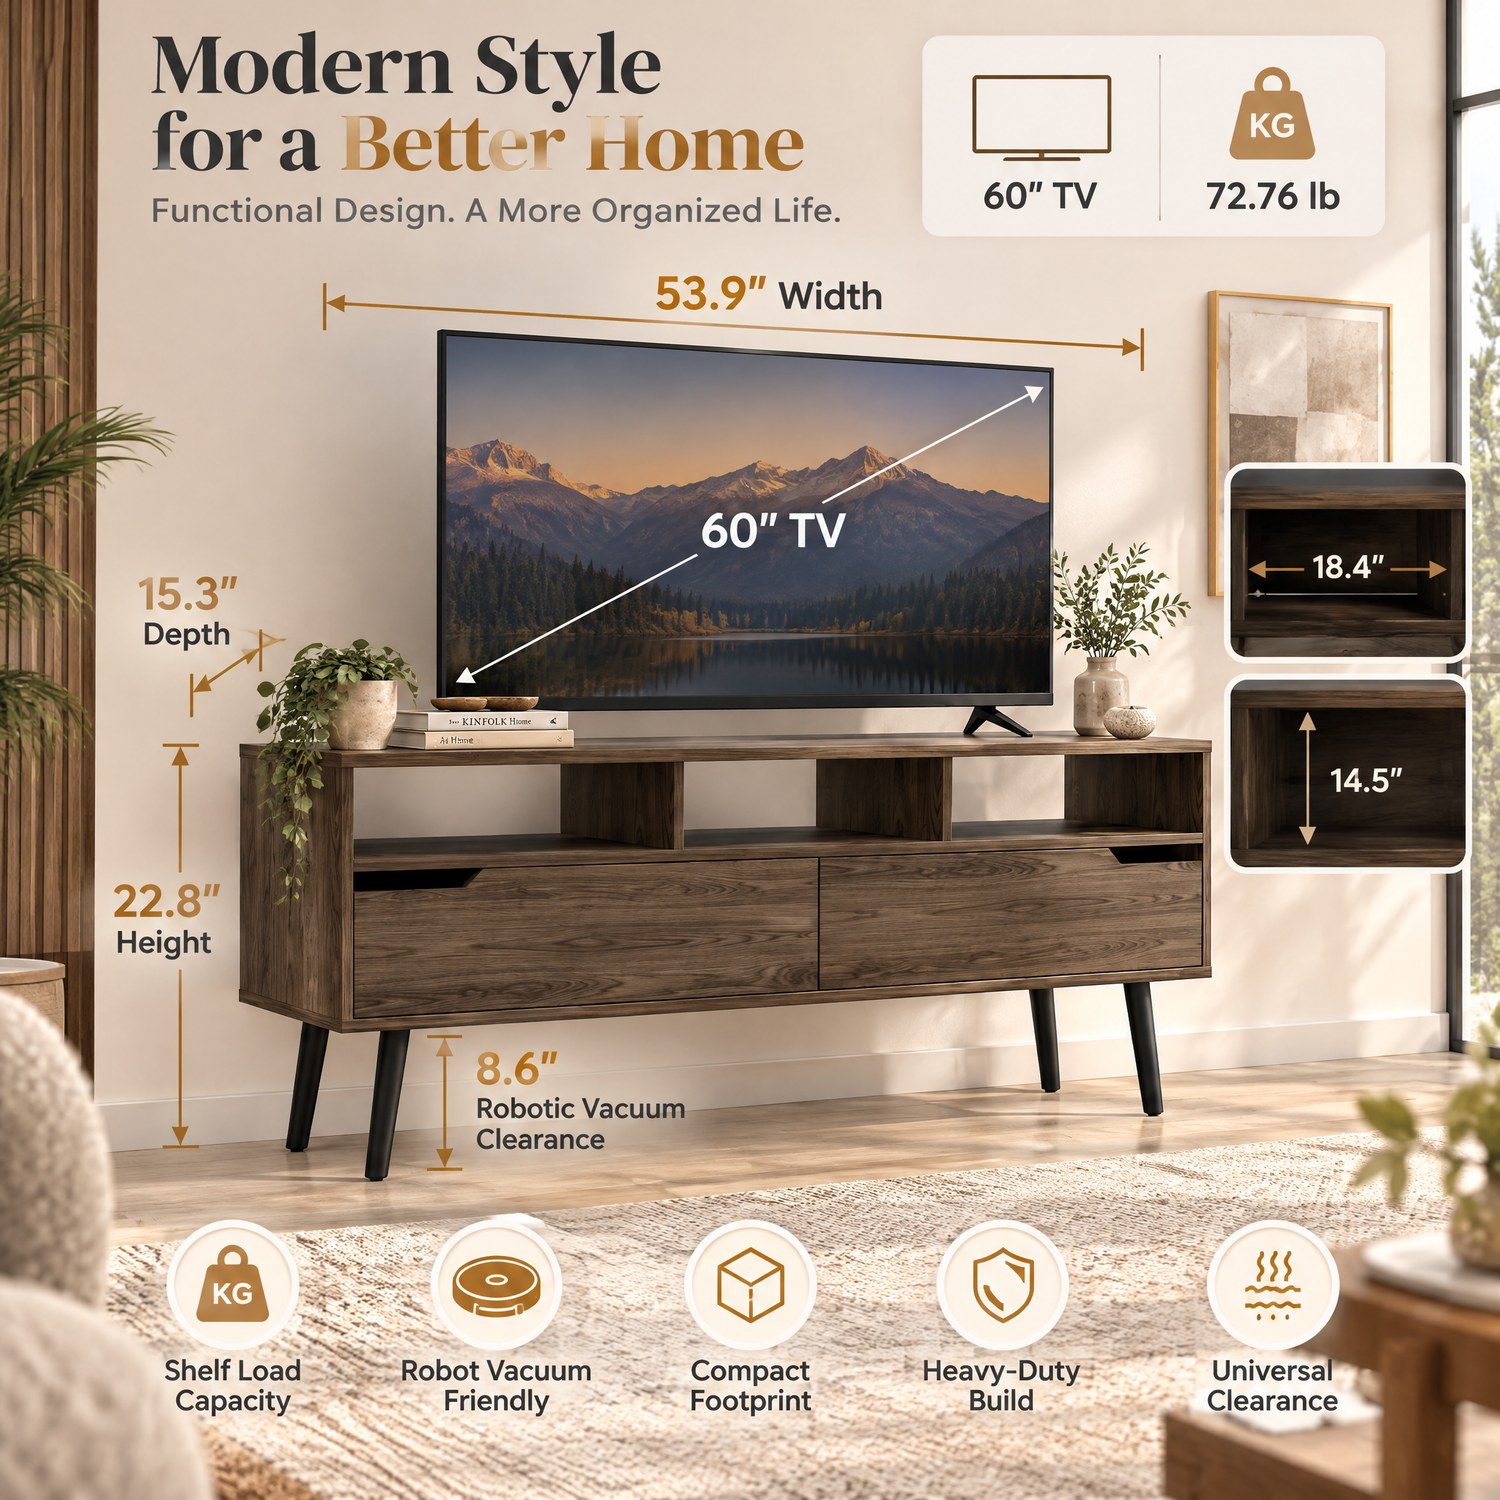 Modern Style
for a Better Home
Functional Design. A More Organized Life.
60" TV
KG
72.76 lb
53.9" Width
60" TV
15.3"
Depth
18.4"
14.5"
KINFOLK Home
At Home
22.8"
Height
8.6"
Robotic Vacuum
Clearance
KG
Shelf Load
Capacity
Robot Vacuum
Friendly
Compact
Footprint
Heavy-Duty
Build
Universal
Clearance